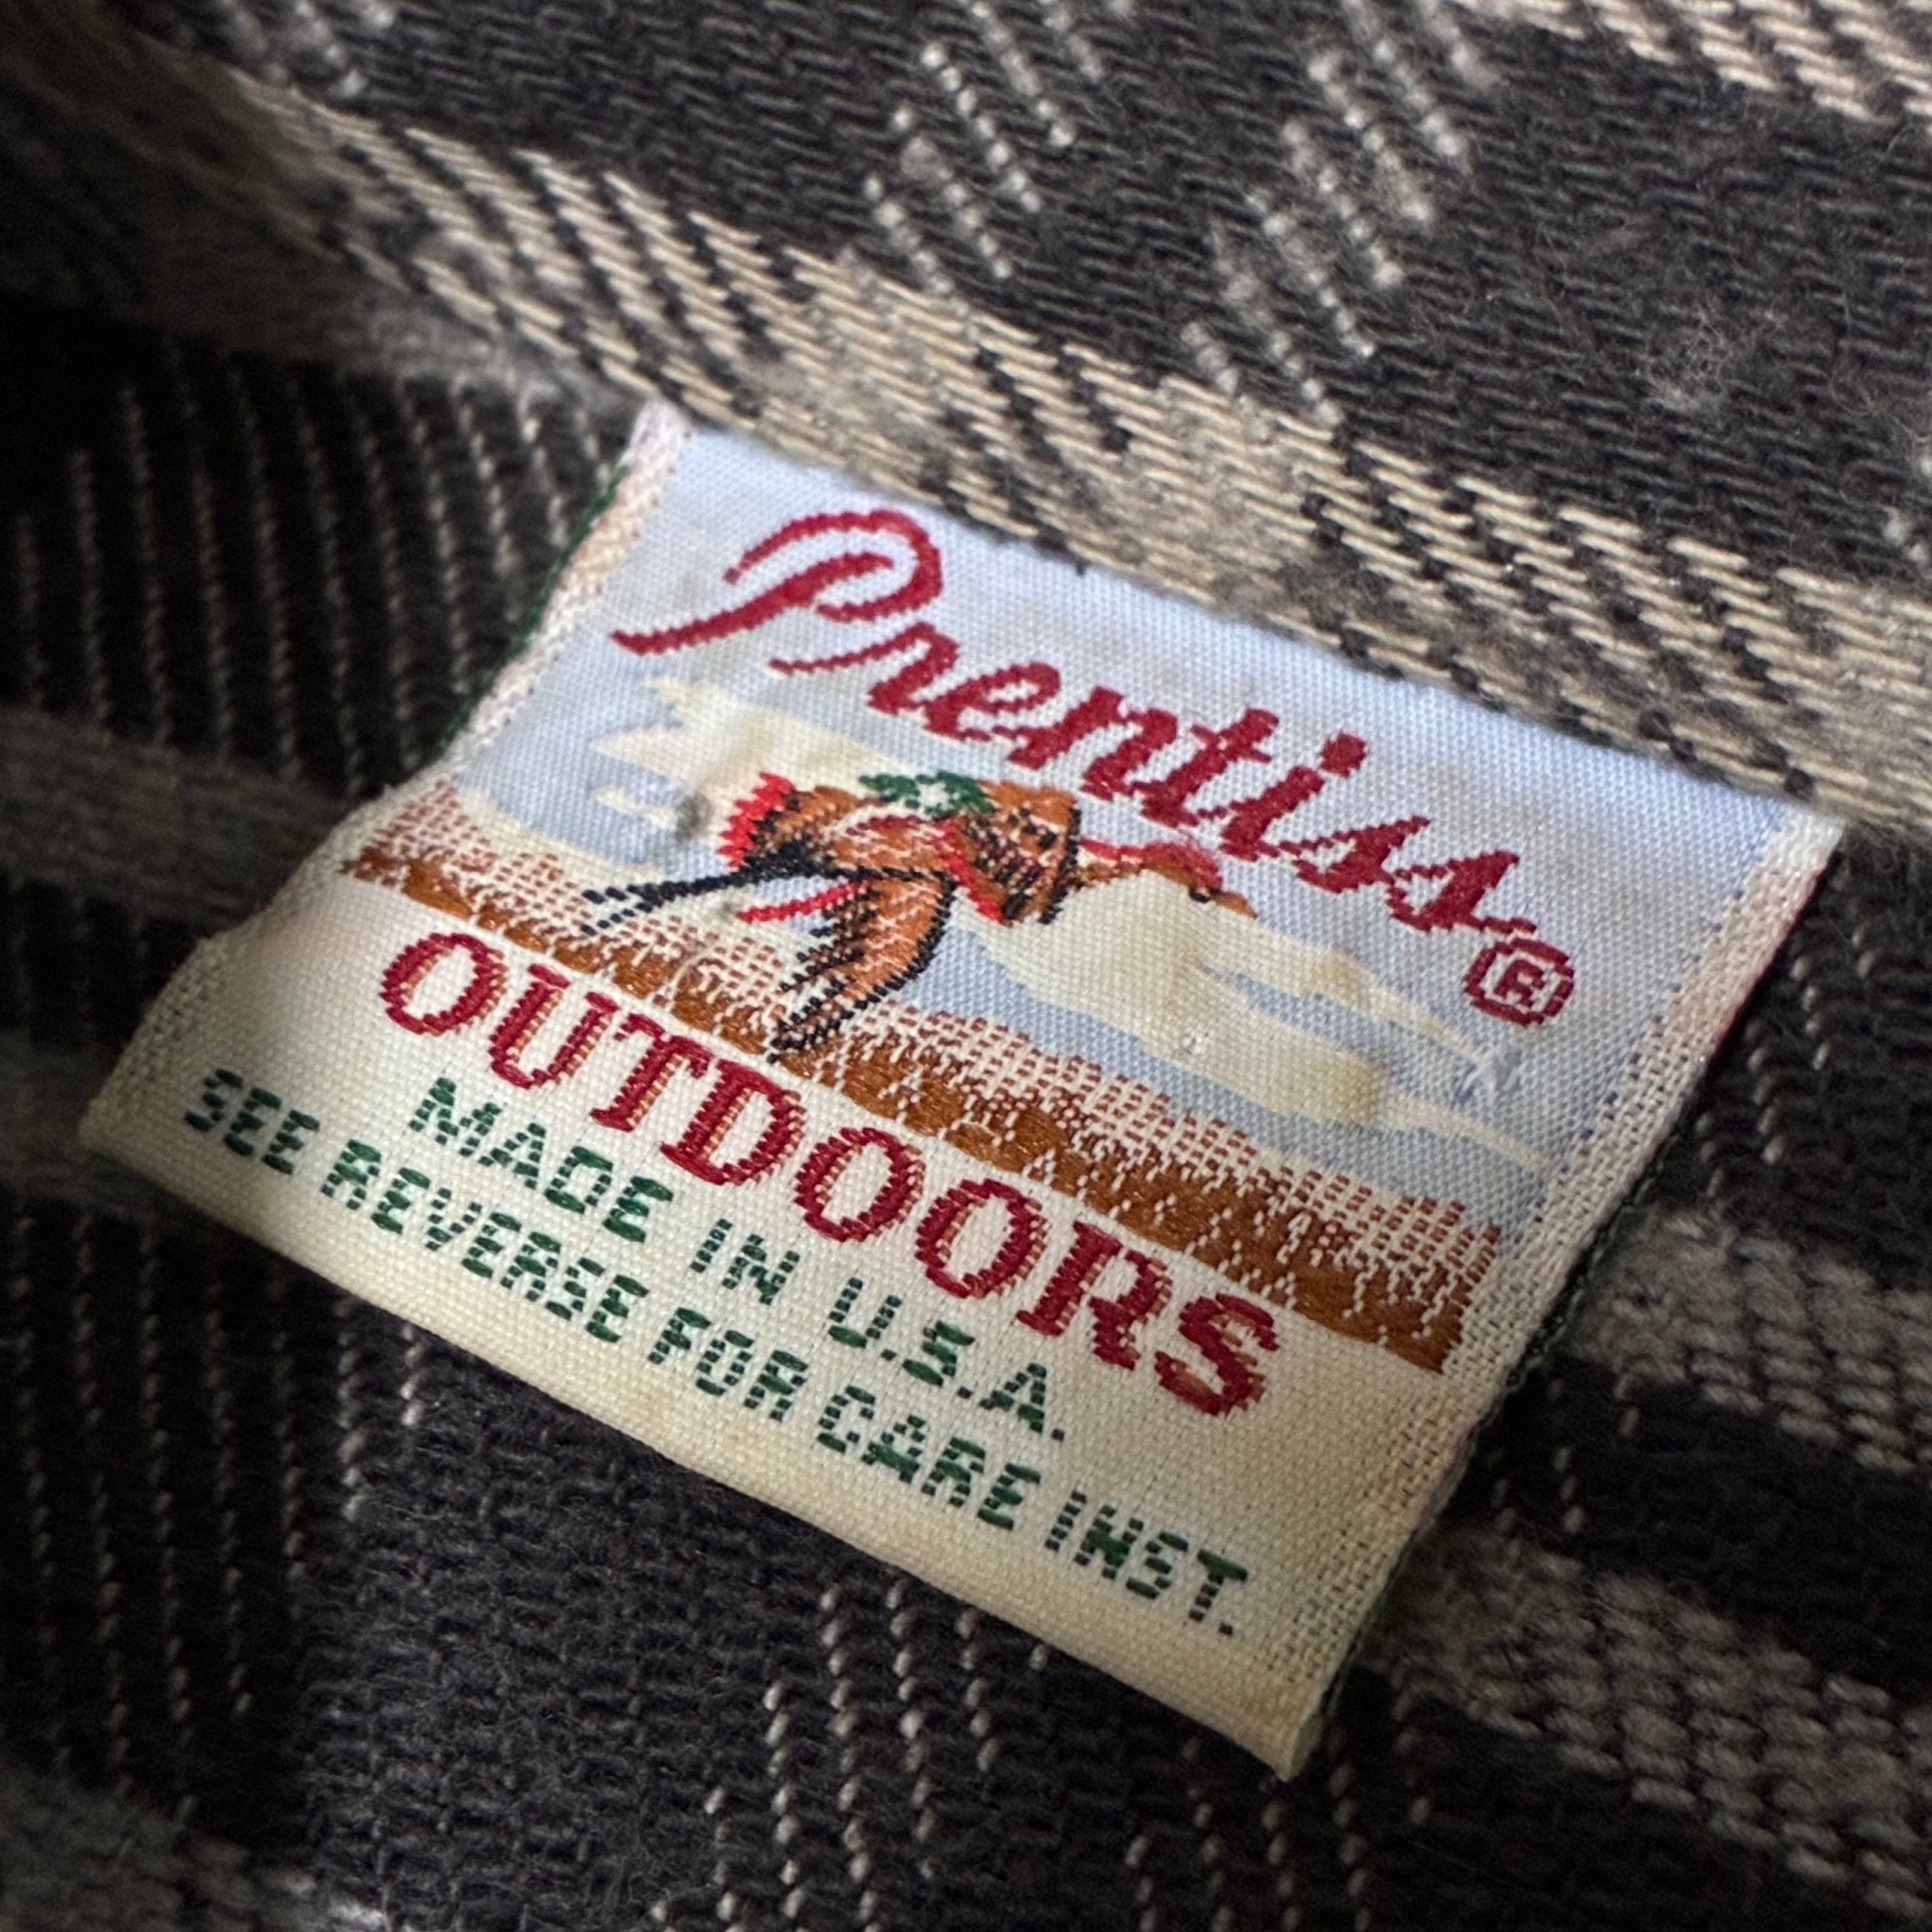 Prentiss®
OUTDOORS
MADE IN U.S.A.
SEE REVERSE FOR CARE INST.